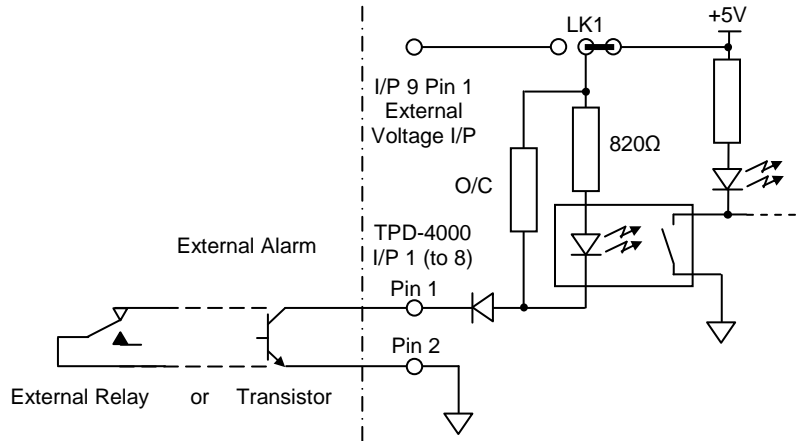 +5V
LK1
I/P 9 Pin 1
External
Voltage I/P
820Ω
O/C
TPD-4000
I/P 1 (to 8)
External Alarm
Pin 1
Pin 2
External Relay or Transistor